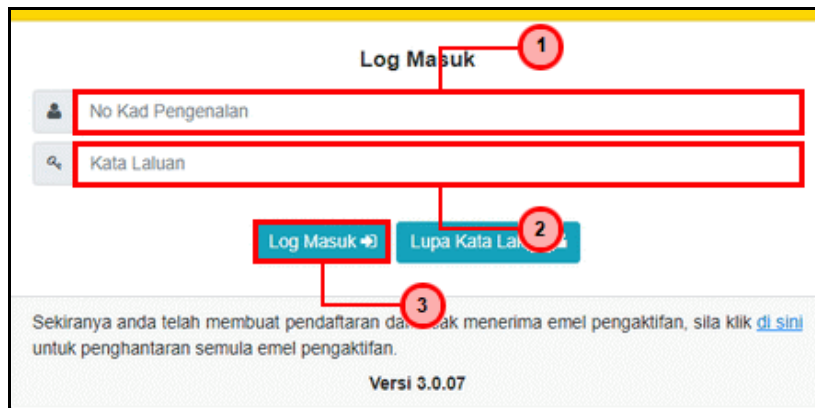 Log Masuk
1
No Kad Pengenalan
Kata Laluan
2
Log Masuk Lupa Kata
3
Sekiranya anda telah membuat pendaftaran menerima emel pengaktifan, sila klik di sini
untuk penghantaran semula emel pengaktifan.
Versi 3.0.07